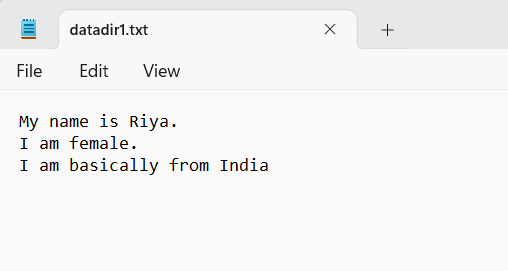 datadir1.txt
File Edit View
My name is Riya.
I am female.
I am basically from India